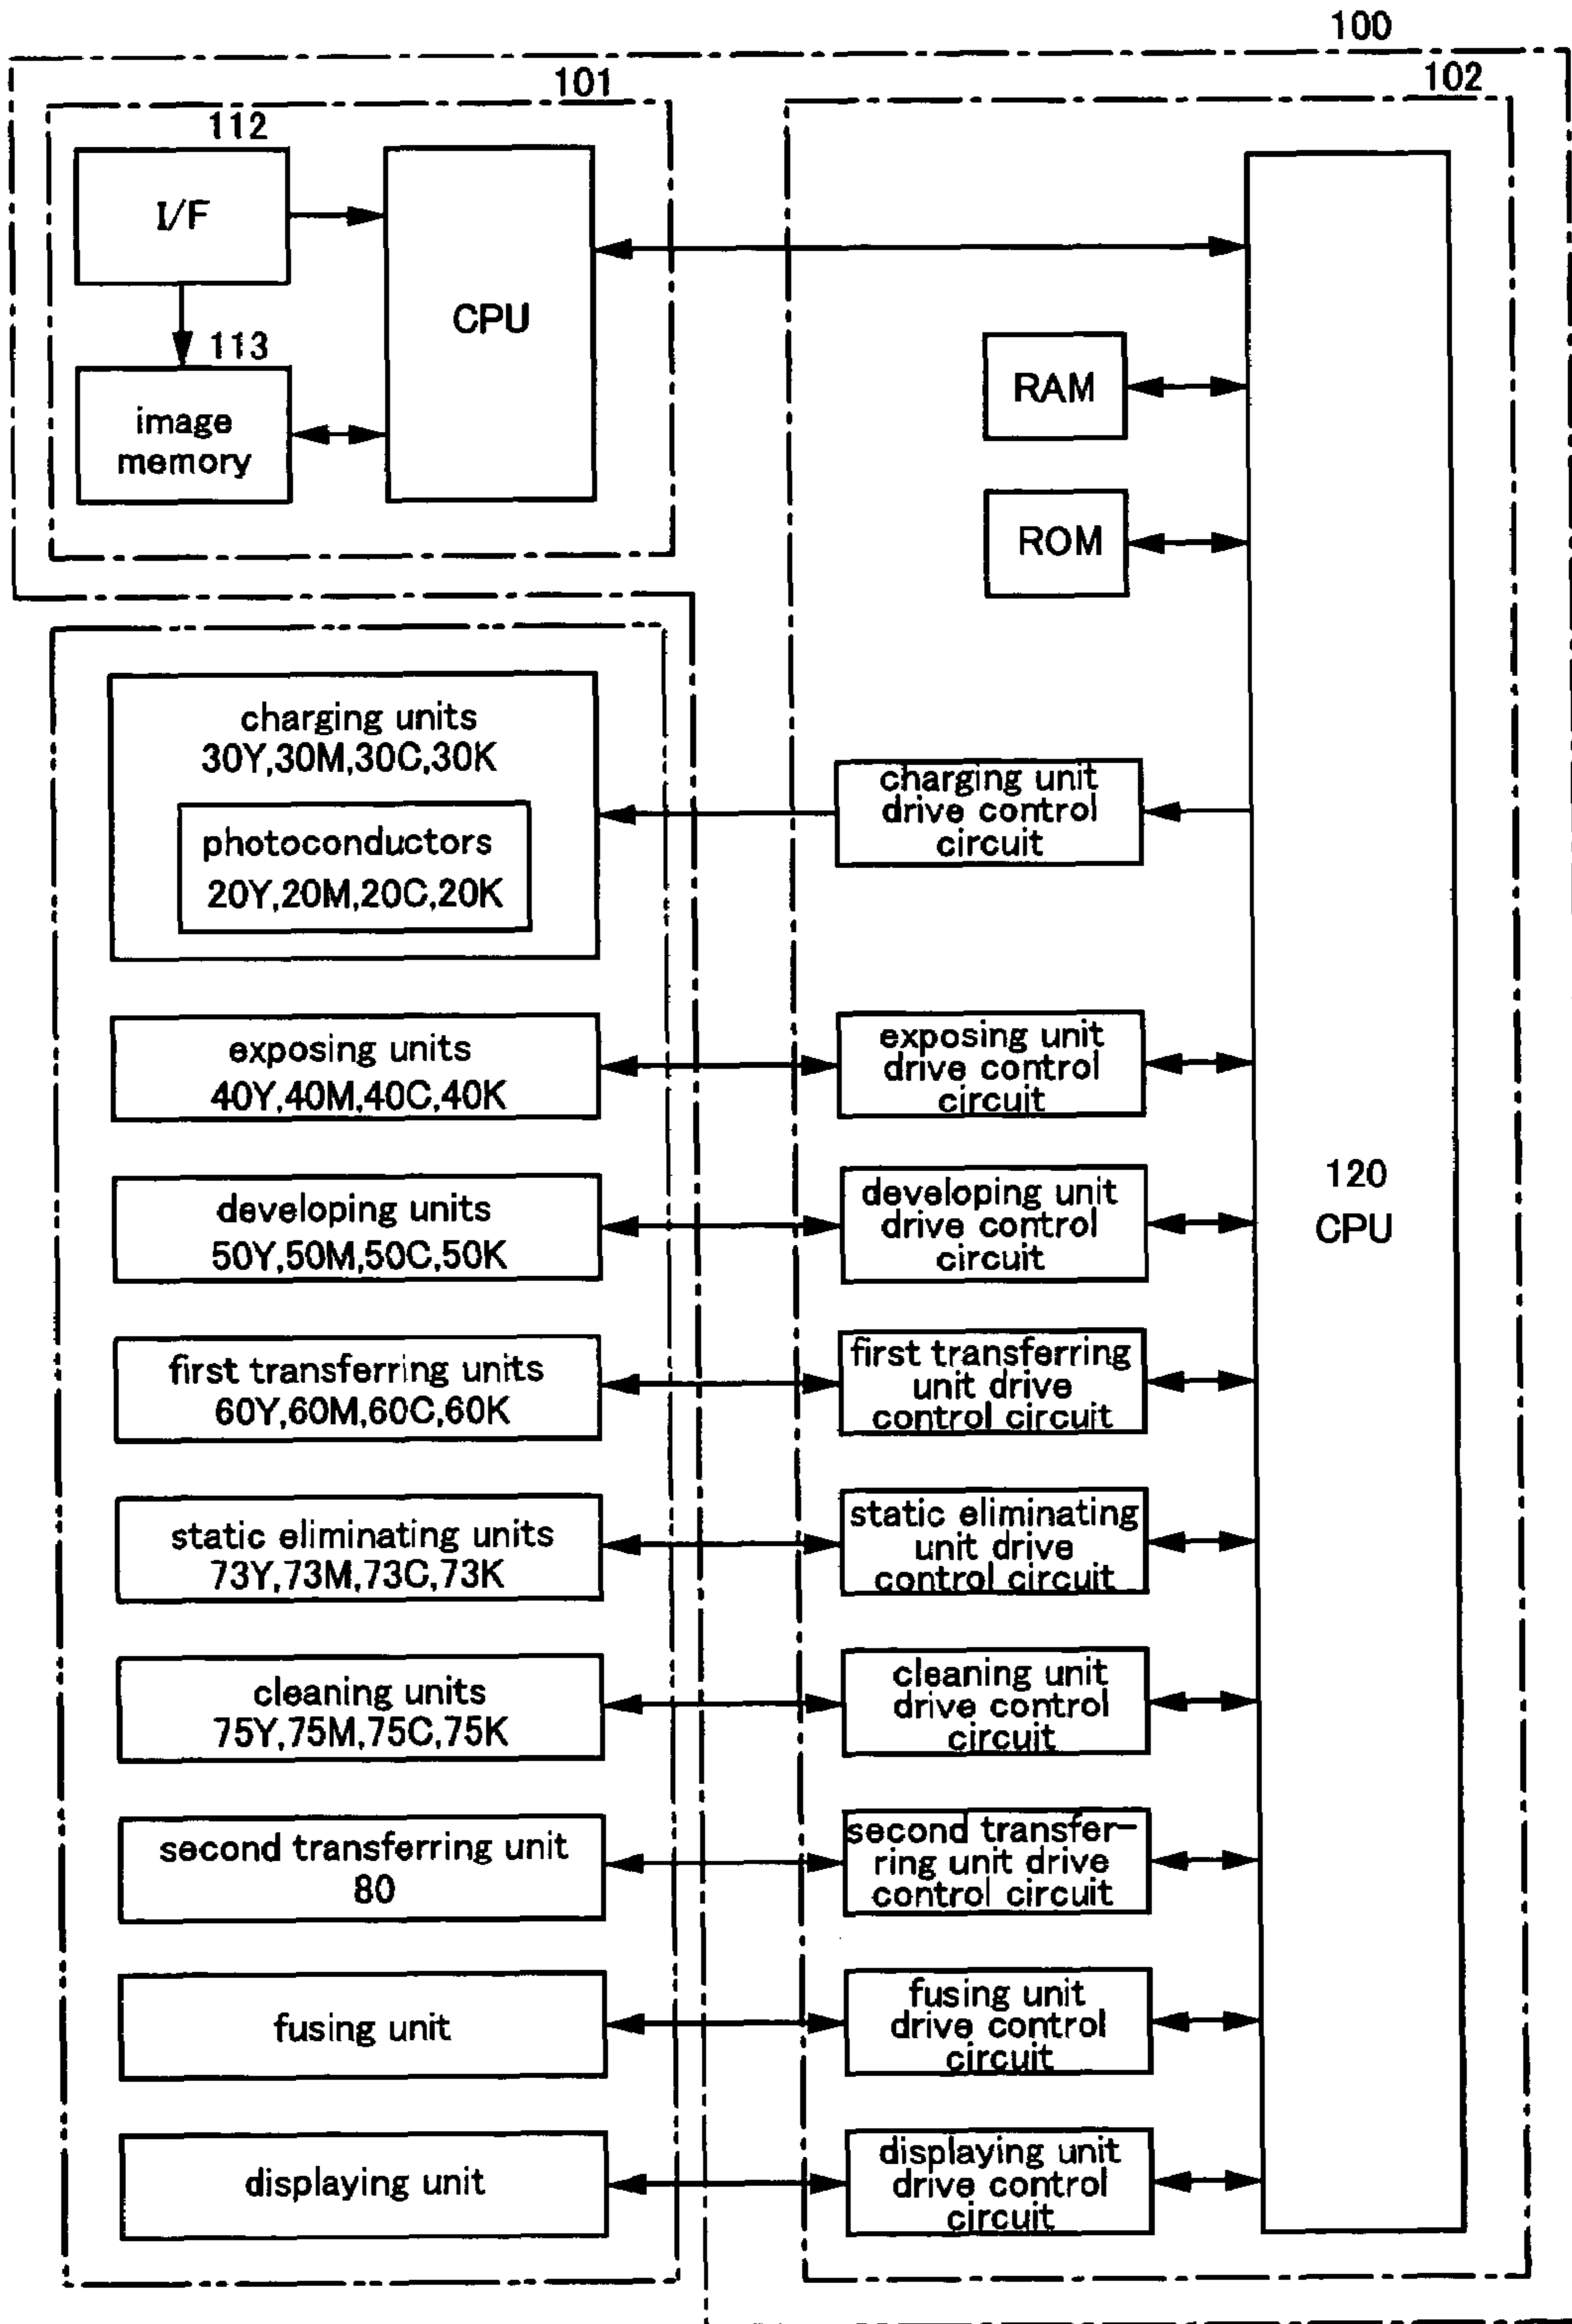 100
101
102
112
I/F
CPU
113
image
memory
RAM
ROM
charging units
30Y,30M,30C,30K
photoconductors
20Y,20M,20C,20K
charging unit
drive control
circuit
exposing units
40Y,40M,40C,40K
exposing unit
drive control
circuit
developing units
50Y,50M,50C,50K
developing unit
drive control
circuit
120
CPU
first transferring units
60Y,60M,60C,60K
first transferring
unit drive
control circuit
static eliminating units
73Y,73M,73C,73K
static eliminating
unit drive
control circuit
cleaning units
75Y,75M,75C,75K
cleaning unit
drive control
circuit
second transferring unit
80
second transfer-
ring unit drive
control circuit
fusing unit
fusing unit
drive control
circuit
displaying unit
displaying unit
drive control
circuit